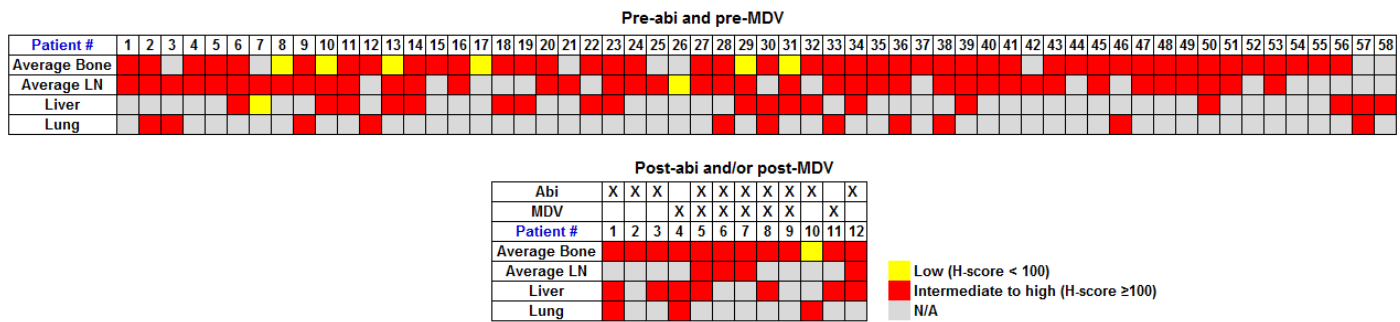 Pre-abi and pre-MDV
Patient # 1 2 3 4 5 6 7 8 9 10 11 12 13 14 15 16 17 18 19 20 21 22 23 24 25 26 27 28 29 30 31 32 33 34 35 36 37 38 39 40 41 42 43 44 45 46 47 48 49 50 51 52 53 54 55 56 57 58
Average Bone
Average LN
Liver
Lung
Post-abi and/or post-MDV
Abi X X X X X X X X X X
MDV X X X X X X X
Patient # 1 2 3 4 5 6 7 8 9 10 11 12
Average Bone
Average LN
Liver
Lung
Low (H-score < 100)
Intermediate to high (H-score ≥100)
N/A